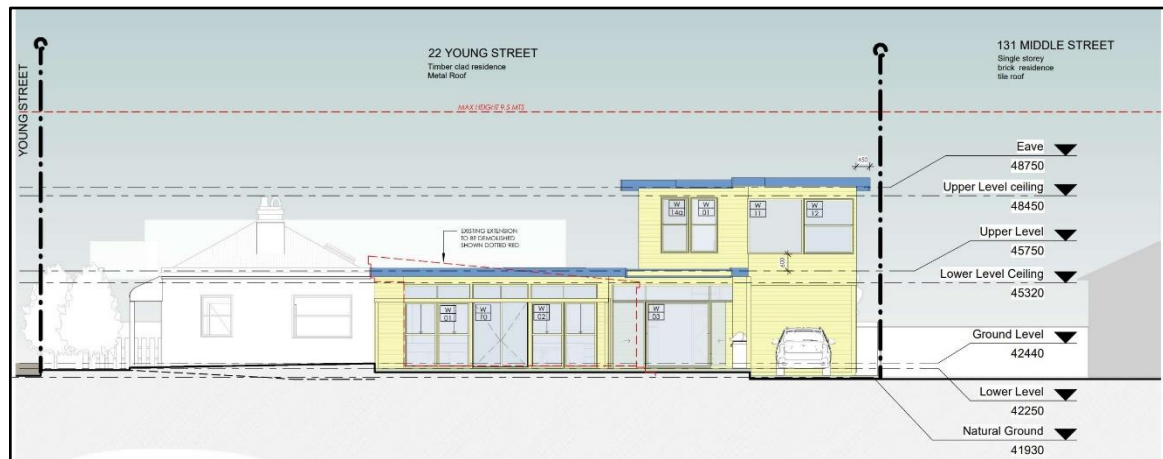 YOUNG STREET
22 YOUNG STREET
Timber clad residence
Metal Roof
131 MIDDLE STREET
Single storey
brick residence
tile roof
MAX HEIGHT 9.5 MTS
450
Eave
48750
Upper Level ceiling
48450
Upper Level
45750
Lower Level Ceiling
45320
Ground Level
42440
Lower Level
42250
Natural Ground
41930
EXISTING EXTENSION
TO BE DEMOLISHED
SHOWN DOTTED RED
W
14a
W
01
W
11
W
12
W
01
W
10
W
02
W
03